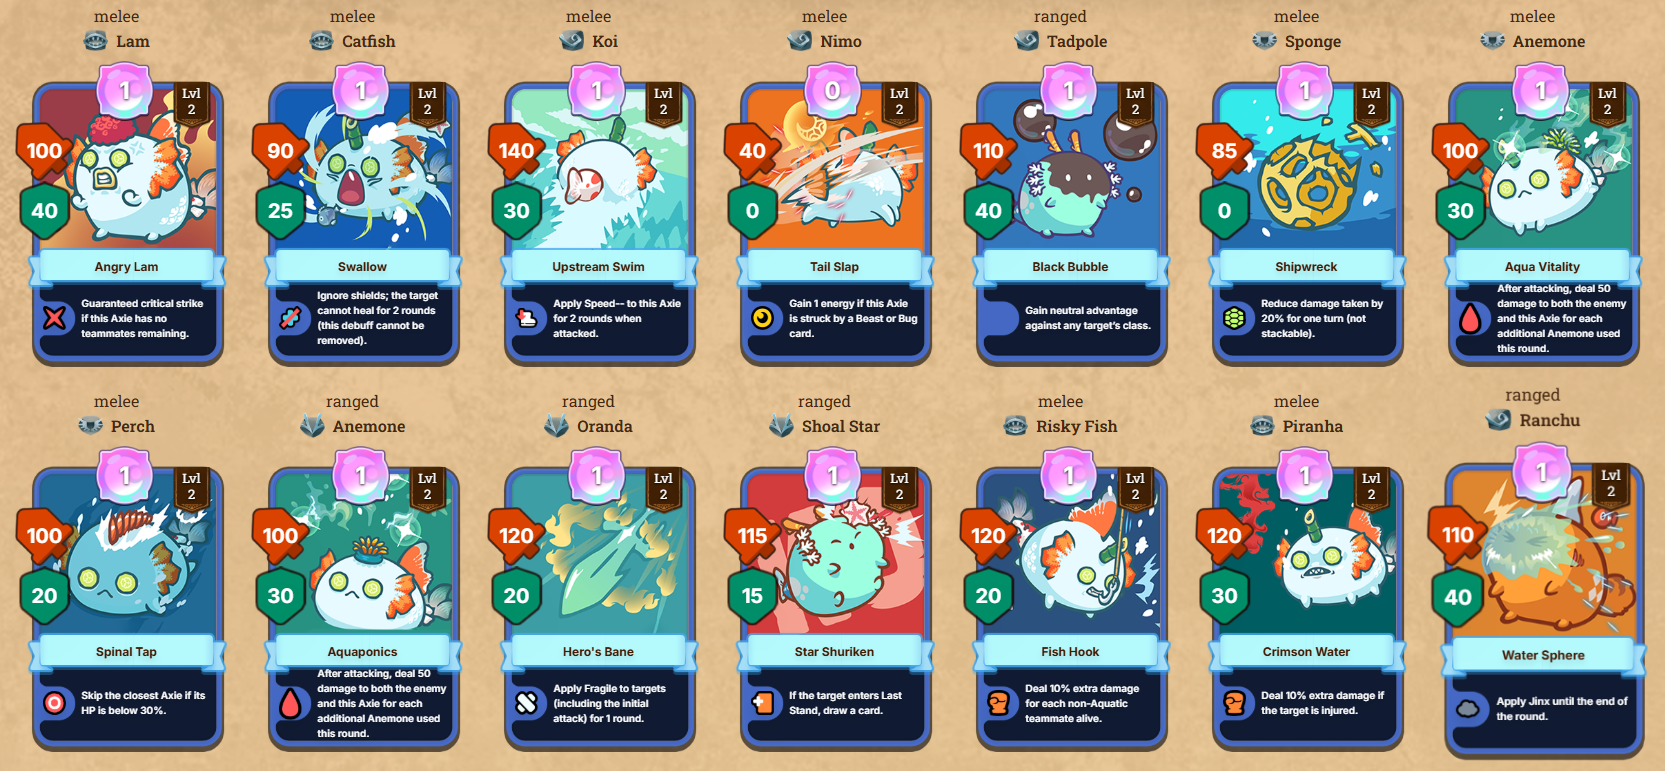 melee
Lam
1
Lvl
2
100
40
Angry Lam
Guaranteed critical strike
if this Axie has no
teammates remaining.
melee
Catfish
1
Lvl
2
90
25
Swallow
Ignore shields; the target
cannot heal for 2 rounds
(this debuff cannot be
removed).
melee
Koi
1
Lvl
2
140
30
Upstream Swim
Apply Speed-- to this Axie
for 2 rounds when
attacked.
melee
Nimo
0
Lvl
2
40
0
Tail Slap
Gain 1 energy if this Axie
is struck by a Beast or Bug
card.
ranged
Tadpole
1
Lvl
2
110
40
Black Bubble
Gain neutral advantage
against any target's class.
melee
Sponge
1
Lvl
2
85
0
Shipwreck
Reduce damage taken by
20% for one turn (not
stackable).
melee
Anemone
1
Lvl
2
100
30
Aqua Vitality
After attacking, deal 50
damage to both the enemy
and this Axie for each
additional Anemone used
this round.
melee
Perch
1
Lvl
2
100
20
Spinal Tap
Skip the closest Axie if its
HP is below 30%.
ranged
Anemone
1
Lvl
2
100
30
Aquaponics
After attacking, deal 50
damage to both the enemy
and this Axie for each
additional Anemone used
this round.
ranged
Oranda
1
Lvl
2
120
20
Hero's Bane
Apply Fragile to targets
(including the initial
attack) for 1 round.
ranged
Shoal Star
1
Lvl
2
115
15
Star Shuriken
If the target enters Last
Stand, draw a card.
melee
Risky Fish
1
Lvl
2
120
20
Fish Hook
Deal 10% extra damage
for each non-Aquatic
teammate alive.
melee
Piranha
1
Lvl
2
120
30
Crimson Water
Deal 10% extra damage if
the target is injured.
ranged
Ranchu
1
Lvl
2
110
40
Water Sphere
Apply Jinx until the end of
the round.